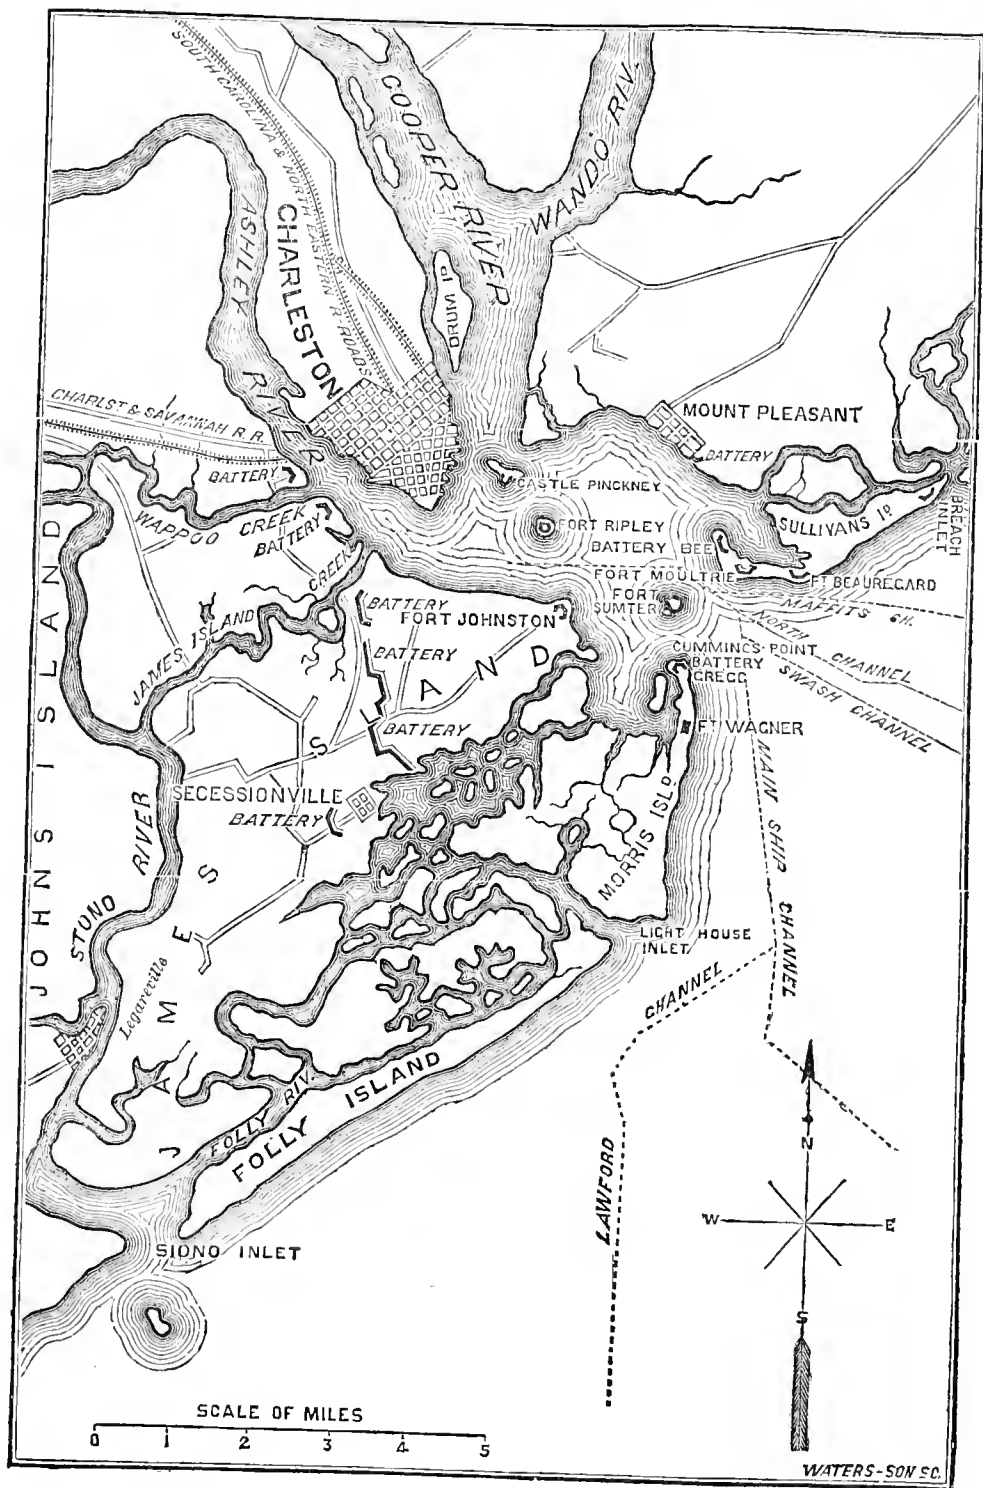 SOUTH CAROLINA & NORTH EASTERN R-ROADS
COOPER RIVER
WANDO RIV.
ASHLEY RIVER
CHARLESTON
DRUM ID
CHARLST & SAVANNAH R.R.
MOUNT PLEASANT
BATTERY
BATTERY
CASTLE PINCKNEY
WAPPOO CREEK
BATTERY
FORT RIPLEY
SULLIVANS ID
BREACH INLET
BATTERY BEE
FORT MOULTRIE
FT BEAUREGARD
JAMES ISLAND CREEK
BATTERY
FORT JOHNSTON
FORT SUMTER
MAFFITS CH.
NORTH CHANNEL
SWASH CHANNEL
BATTERY
CUMMINGS-POINT
BATTERY
GREGG
FT WAGNER
BATTERY
MAIN SHIP CHANNEL
JOHNS ISLAND
STONO RIVER
SECESSIONVILLE
BATTERY
MORRIS ISLD
JAMES ISLAND
LIGHT HOUSE
INLET
Legareville
LAWFORD CHANNEL
FOLLY RIV.
FOLLY ISLAND
SIONO INLET
N
W
E
S
SCALE OF MILES
0 1 2 3 4 5
WATERS-SON SC.